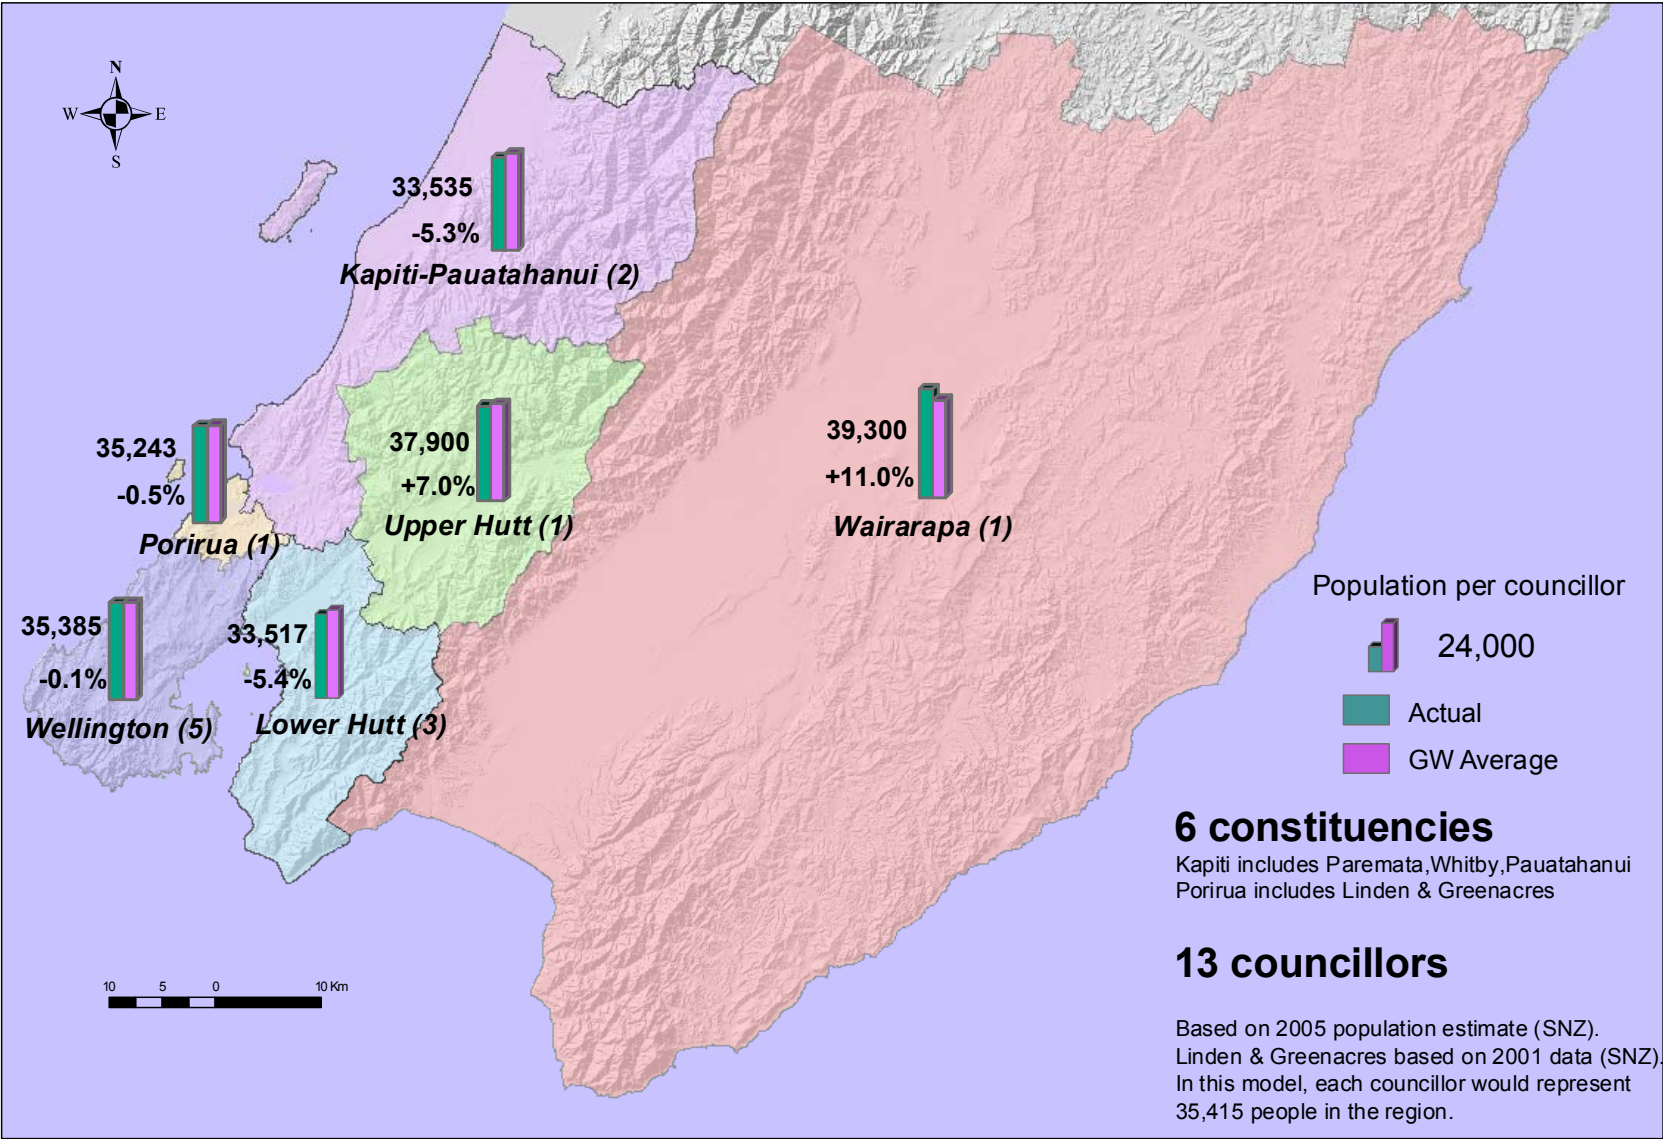 N
W E
S
33,535
-5.3%
Kapiti-Pauatahanui (2)
35,243
-0.5%
Porirua (1)
37,900
+7.0%
Upper Hutt (1)
39,300
+11.0%
Wairarapa (1)
35,385
-0.1%
Wellington (5)
33,517
-5.4%
Lower Hutt (3)
Population per councillor
24,000
Actual
GW Average
6 constituencies
Kapiti includes Paremata,Whitby,Pauatahanui
Porirua includes Linden & Greenacres
13 councillors
Based on 2005 population estimate (SNZ).
Linden & Greenacres based on 2001 data (SNZ).
In this model, each councillor would represent
35,415 people in the region.
10 5 0 10 Km